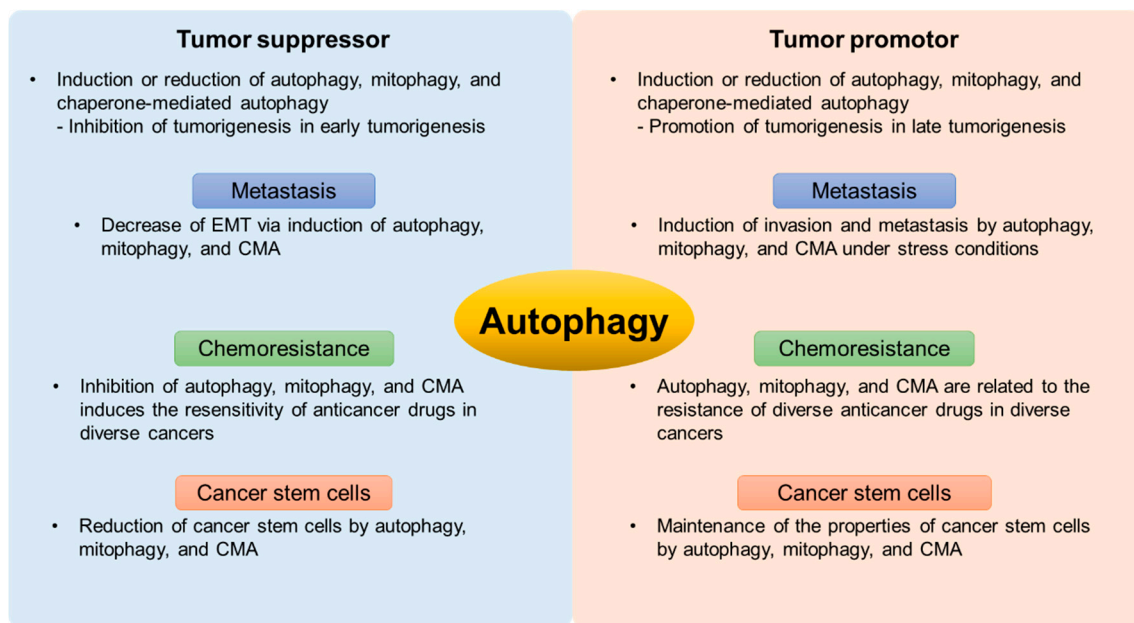 Tumor suppressor
• Induction or reduction of autophagy, mitophagy, and
chaperone-mediated autophagy
- Inhibition of tumorigenesis in early tumorigenesis
Metastasis
• Decrease of EMT via induction of autophagy,
mitophagy, and CMA
Chemoresistance
• Inhibition of autophagy, mitophagy, and CMA
induces the resensitivity of anticancer drugs in
diverse cancers
Cancer stem cells
• Reduction of cancer stem cells by autophagy,
mitophagy, and CMA
Autophagy
Tumor promotor
• Induction or reduction of autophagy, mitophagy, and
chaperone-mediated autophagy
- Promotion of tumorigenesis in late tumorigenesis
Metastasis
• Induction of invasion and metastasis by autophagy,
mitophagy, and CMA under stress conditions
Chemoresistance
• Autophagy, mitophagy, and CMA are related to the
resistance of diverse anticancer drugs in diverse
cancers
Cancer stem cells
• Maintenance of the properties of cancer stem cells
by autophagy, mitophagy, and CMA